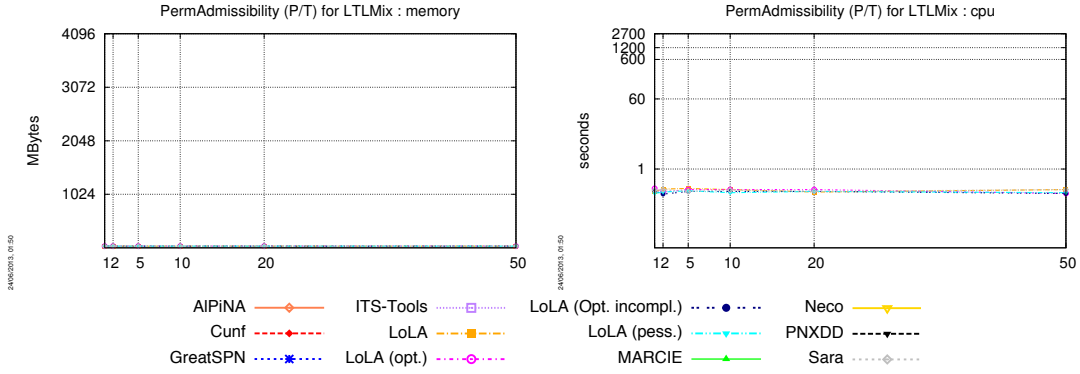 PermAdmissibility (P/T) for LTLMix : memory
4096
3072
2048
1024
MBytes
1 2 5 10 20 50
24/06/2013, 01:50
PermAdmissibility (P/T) for LTLMix : cpu
2700
1200
600
60
1
seconds
1 2 5 10 20 50
24/06/2013, 01:50
AlPiNA
Cunf
GreatSPN
ITS-Tools
LoLA
LoLA (opt.)
LoLA (Opt. incompl.)
LoLA (pess.)
MARCIE
Neco
PNXDD
Sara